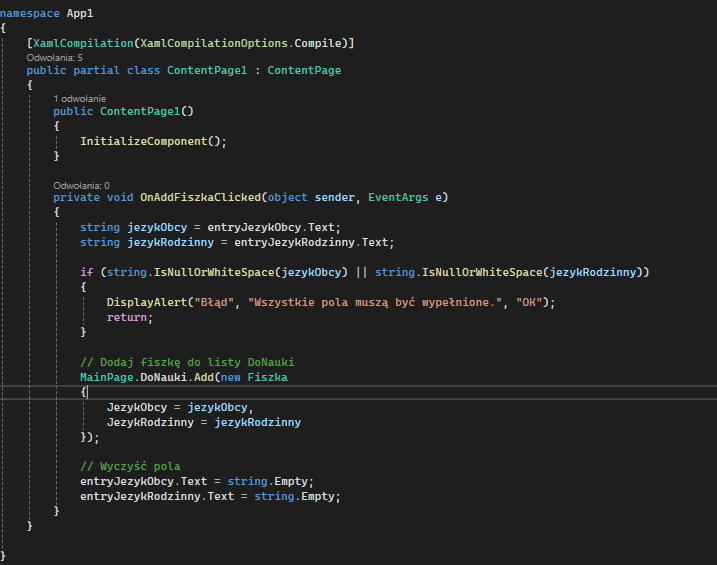 namespace App1
{
[XamlCompilation(XamlCompilationOptions.Compile)]
Odwołania: 5
public partial class ContentPage1 : ContentPage
{
1 odwołanie
public ContentPage1()
{
InitializeComponent();
}
Odwołania: 0
private void OnAddFiszkaClicked(object sender, EventArgs e)
{
string jezykObcy = entryJezykObcy.Text;
string jezykRodzinny = entryJezykRodzinny.Text;
if (string.IsNullOrWhiteSpace(jezykObcy) || string.IsNullOrWhiteSpace(jezykRodzinny))
{
DisplayAlert("Błąd", "Wszystkie pola muszą być wypełnione.", "OK");
return;
}
// Dodaj fiszkę do listy DoNauki
MainPage.DoNauki.Add(new Fiszka
{
JezykObcy = jezykObcy,
JezykRodzinny = jezykRodzinny
});
// Wyczyść pola
entryJezykObcy.Text = string.Empty;
entryJezykRodzinny.Text = string.Empty;
}
}
}